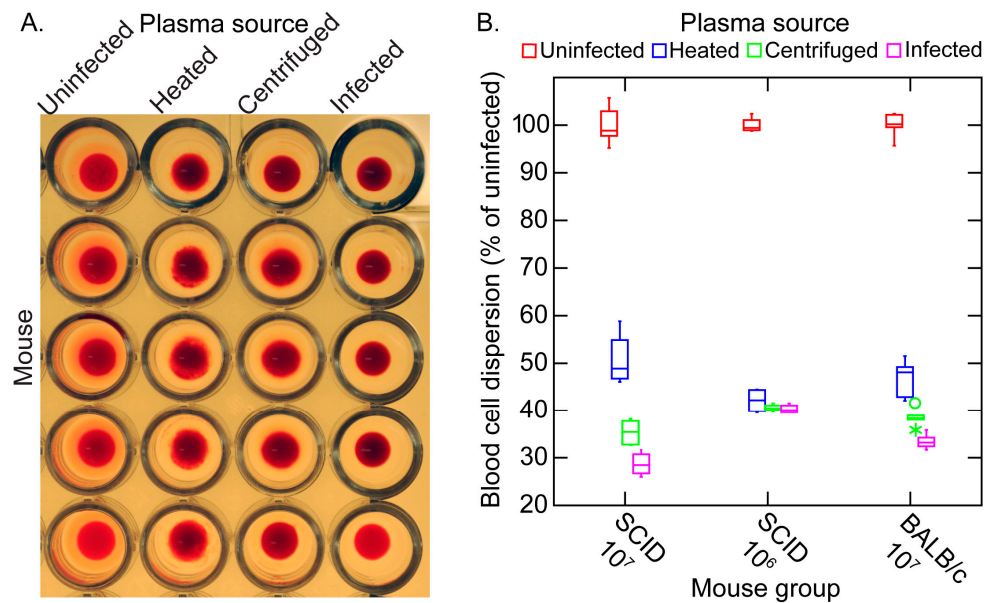 A.
Plasma source
Uninfected
Heated
Centrifuged
Infected
Mouse
B.
Plasma source
Uninfected Heated Centrifuged Infected
Blood cell dispersion (% of uninfected)
100
90
80
70
60
50
40
30
20
SCID
10⁷
SCID
10⁶
BALB/c
10⁷
Mouse group